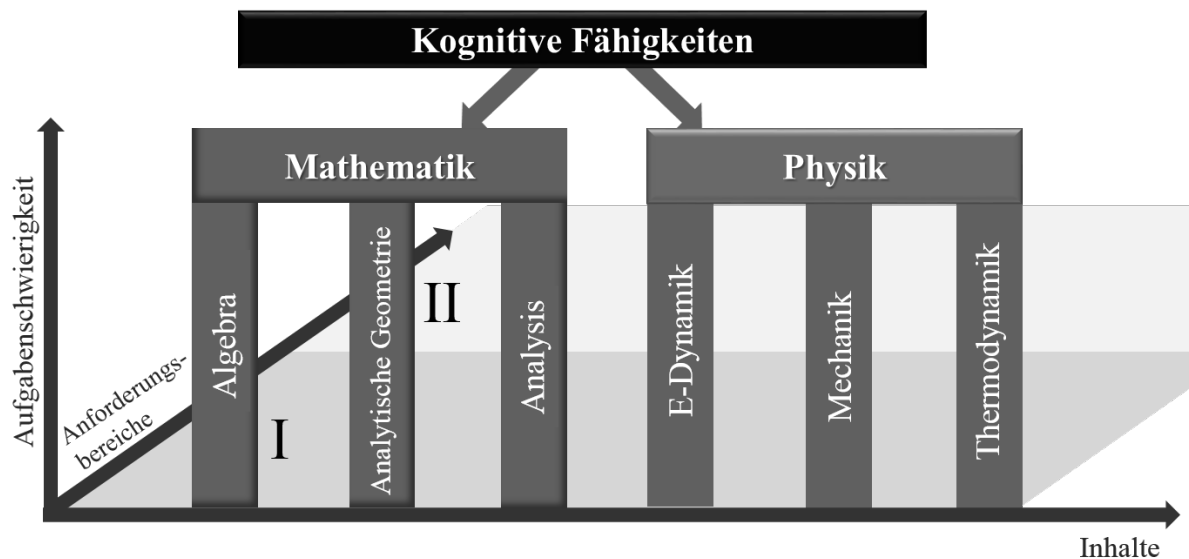 Kognitive Fähigkeiten
Mathematik
Physik
Aufgabenschwierigkeit
Anforderungs-
bereiche
Algebra
I
Analytische Geometrie
II
Analysis
E-Dynamik
Mechanik
Thermodynamik
Inhalte